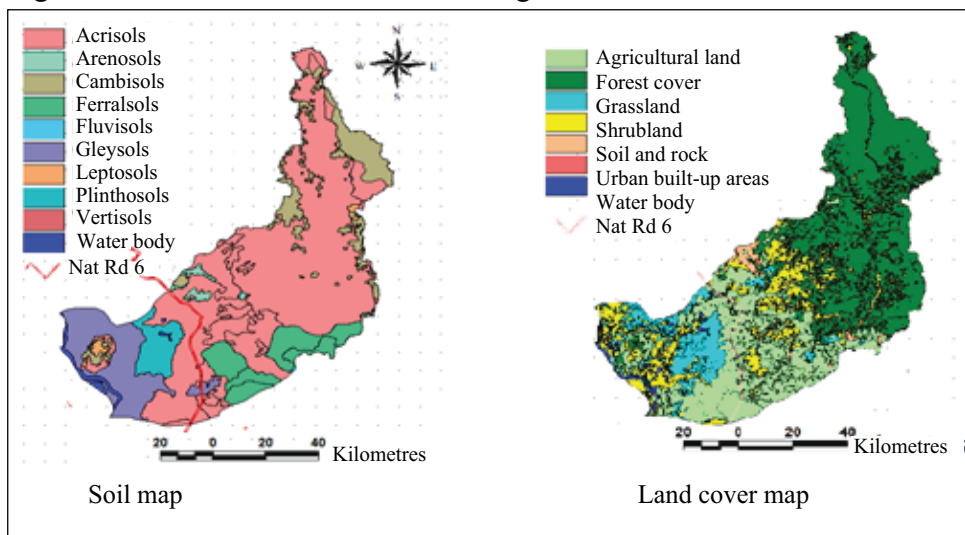 N
W E
S
Acrisols
Arenosols
Cambisols
Ferralsols
Fluvisols
Gleysols
Leptosols
Plinthosols
Vertisols
Water body
Nat Rd 6
20 0 20 40
Kilometres
Soil map
Agricultural land
Forest cover
Grassland
Shrubland
Soil and rock
Urban built-up areas
Water body
Nat Rd 6
20 0 20 40
Kilometres
Land cover map